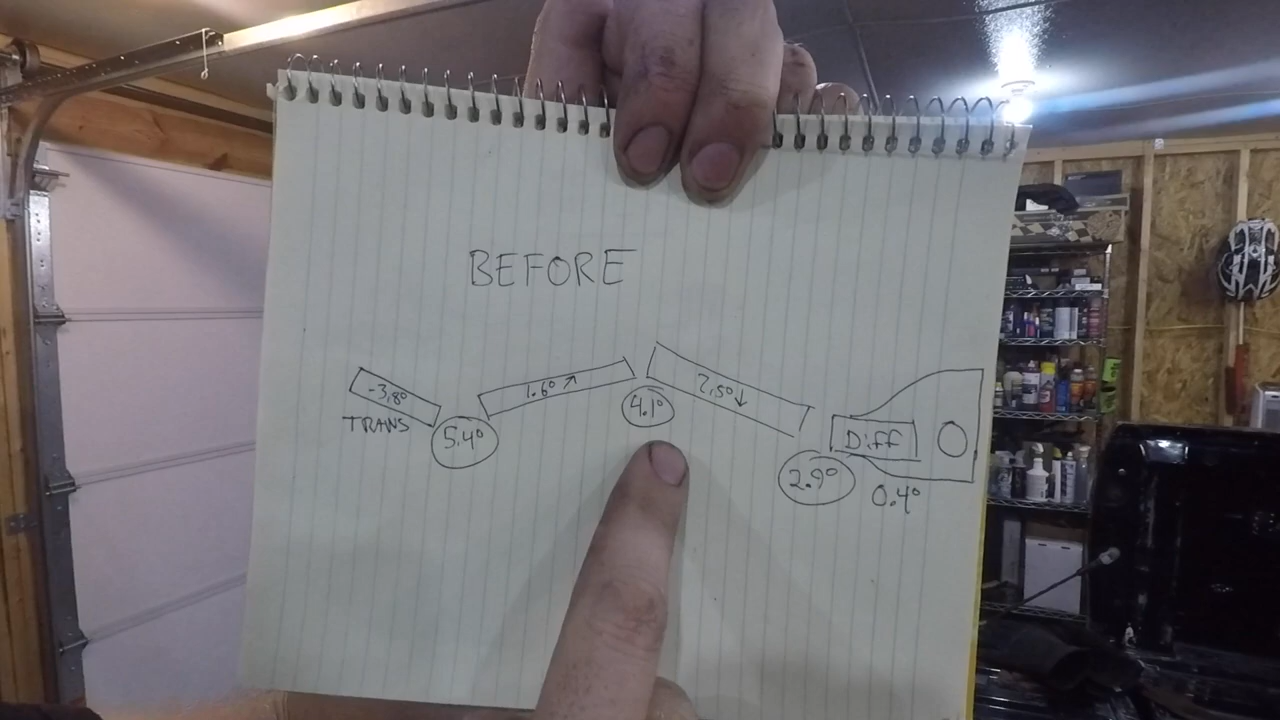 BEFORE
-3.8°
1.6° ↗
2.5° ↓
TRANS
5.4°
4.1°
Diff
2.9°
0.4°